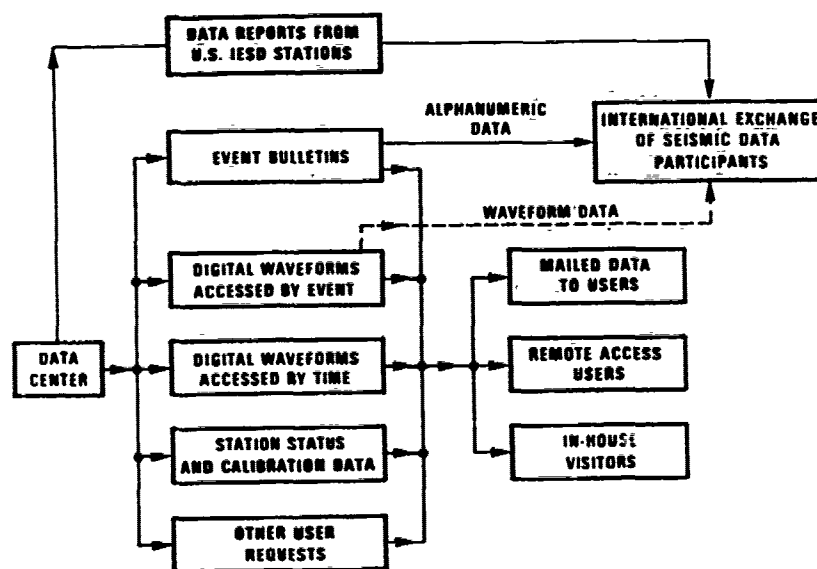 DATA REPORTS FROM
U.S. IESD STATIONS
ALPHANUMERIC
DATA
INTERNATIONAL EXCHANGE
OF SEISMIC DATA
PARTICIPANTS
EVENT BULLETINS
WAVEFORM DATA
DIGITAL WAVEFORMS
ACCESSED BY EVENT
MAILED DATA
TO USERS
DATA
CENTER
DIGITAL WAVEFORMS
ACCESSED BY TIME
REMOTE ACCESS
USERS
STATION STATUS
AND CALIBRATION DATA
IN-HOUSE
VISITORS
OTHER USER
REQUESTS